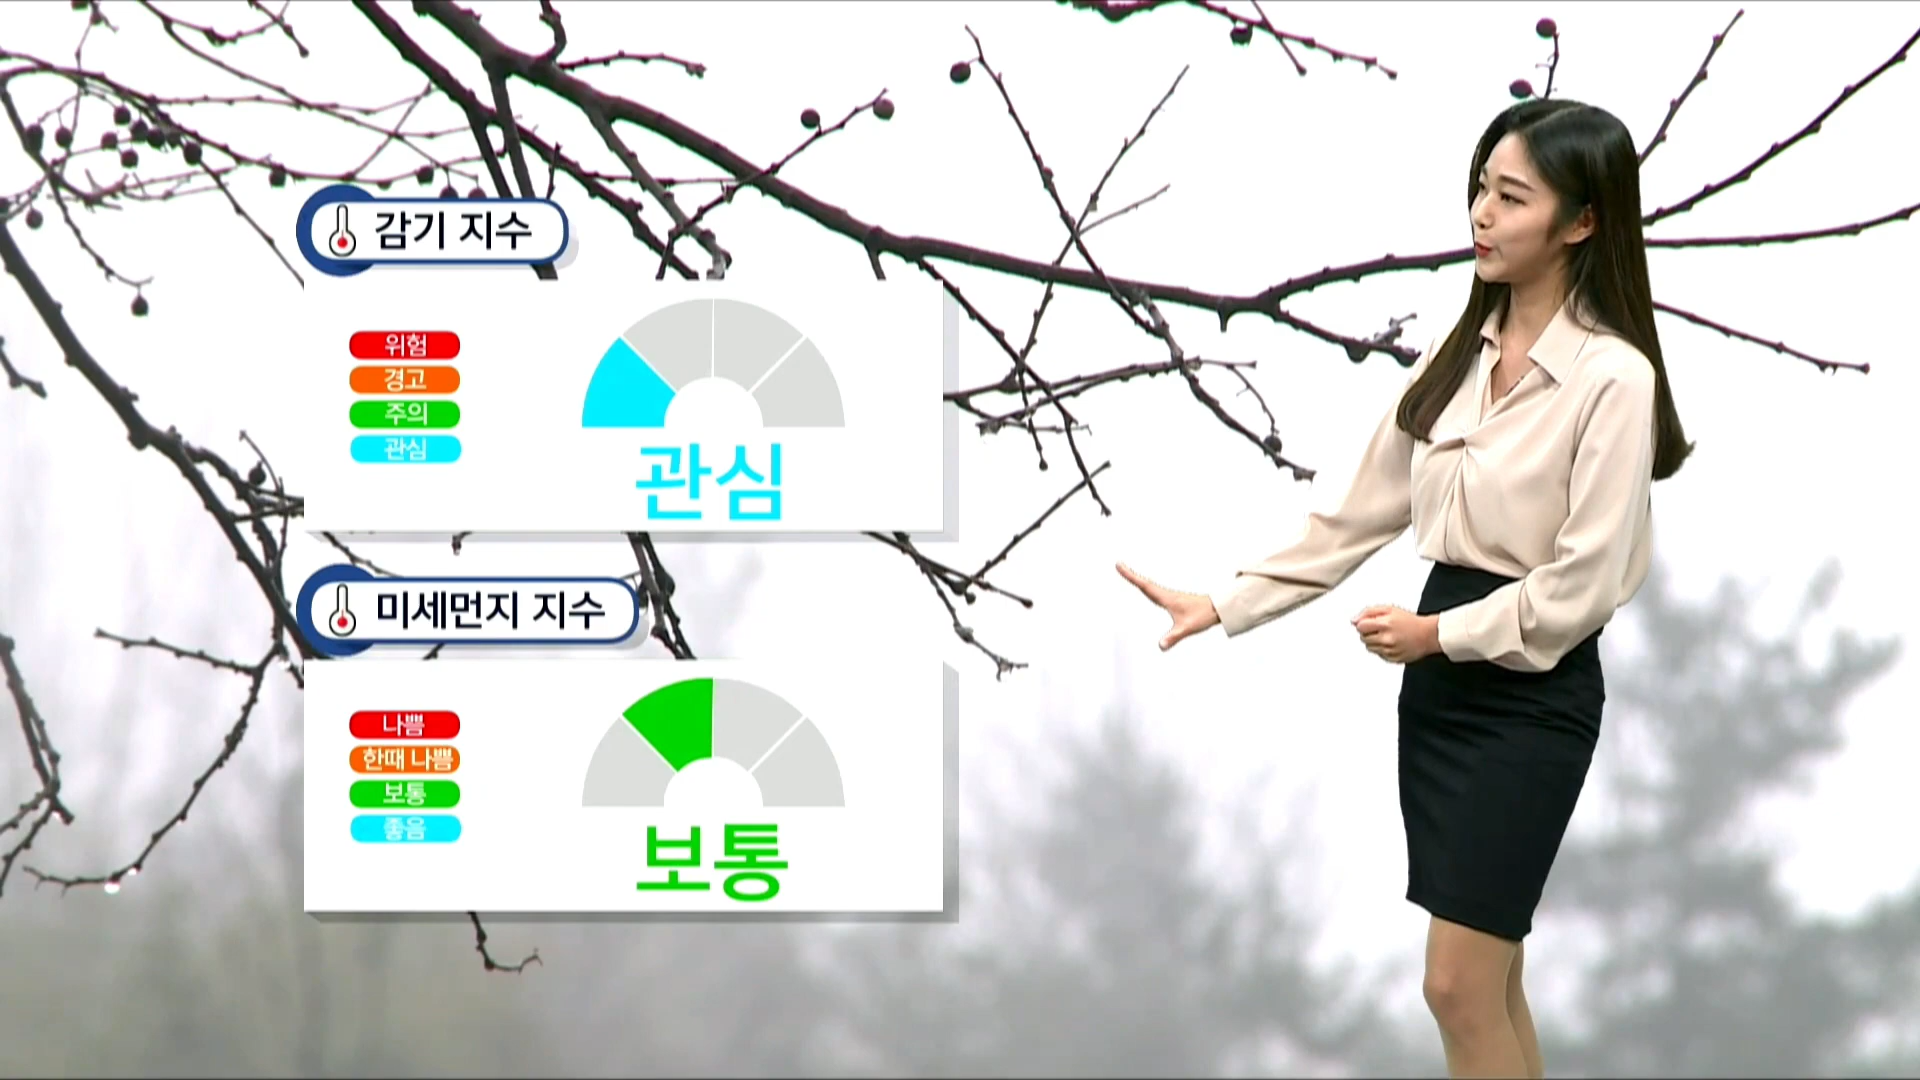 감기 지수
위험
경고
주의
관심
관심
미세먼지 지수
나쁨
한때 나쁨
보통
좋음
보통